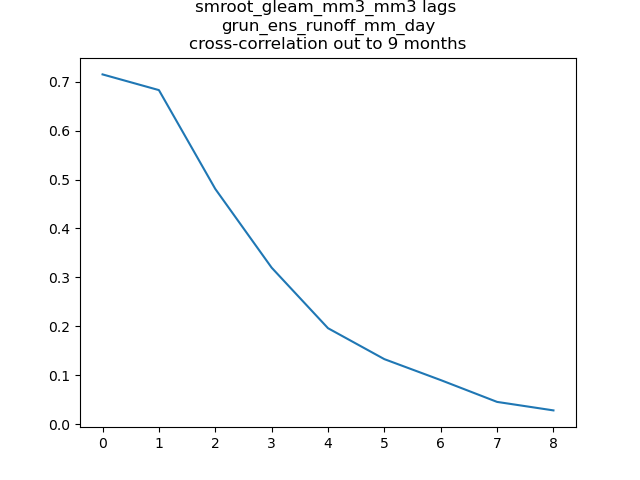 smroot_gleam_mm3_mm3 lags
grun_ens_runoff_mm_day
cross-correlation out to 9 months
0.7
0.6
0.5
0.4
0.3
0.2
0.1
0.0
0 1 2 3 4 5 6 7 8